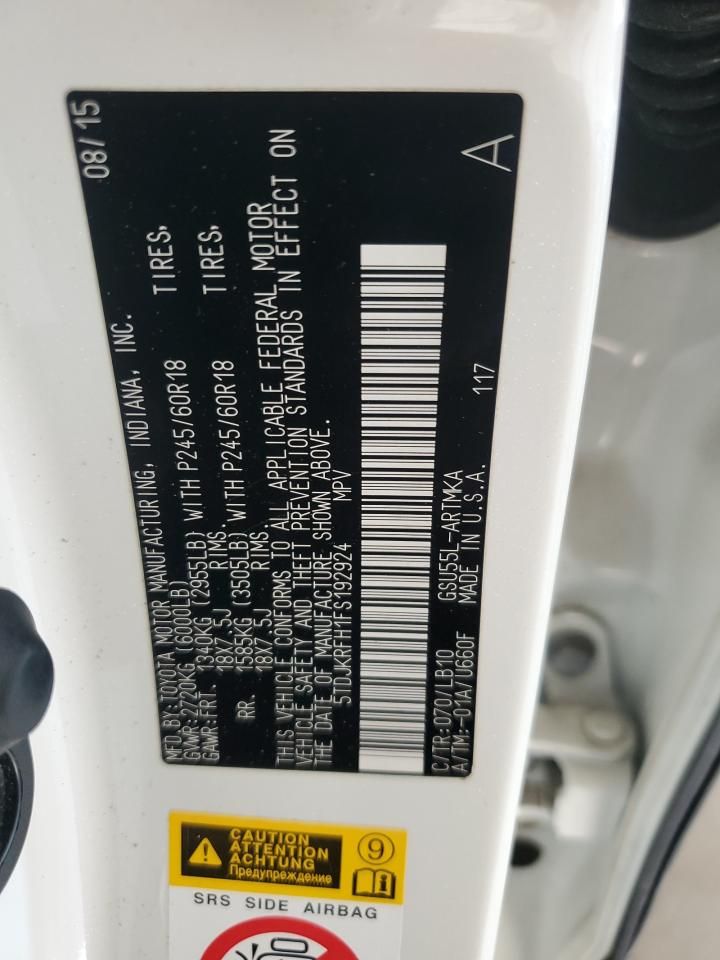 MFD.BY:TOYOTA MOTOR MANUFACTURING, INDIANA, INC. 08/15
GVWR:2720KG (6000LB)
GAWR:FRT. 1340KG (2955LB) WITH P245/60R18 TIRES,
18X7.5J RIMS.
RR. 1585KG (3505LB) WITH P245/60R18 TIRES,
18X7.5J RIMS.
THIS VEHICLE CONFORMS TO ALL APPLICABLE FEDERAL MOTOR
VEHICLE SAFETY AND THEFT PREVENTION STANDARDS IN EFFECT ON
THE DATE OF MANUFACTURE SHOWN ABOVE.
5TDJKRFH1FS192924 MPV
C/TR:070/LB10 GSU55L-ARTMKA
A/TM:-01A/U660F MADE IN U.S.A. 117 A
CAUTION
ATTENTION
ACHTUNG
Предупреждение
9
SRS SIDE AIRBAG